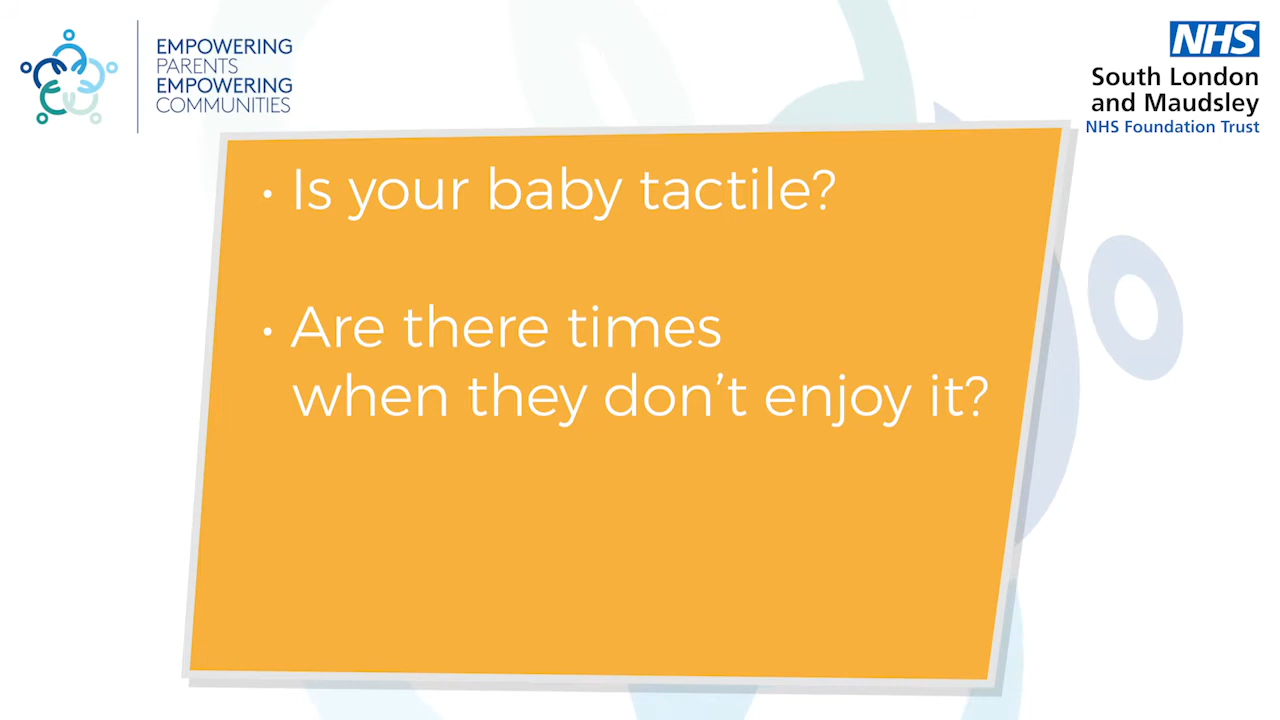 EMPOWERING
PARENTS
EMPOWERING
COMMUNITIES
NHS
South London
and Maudsley
NHS Foundation Trust
• Is your baby tactile?
• Are there times
when they don’t enjoy it?